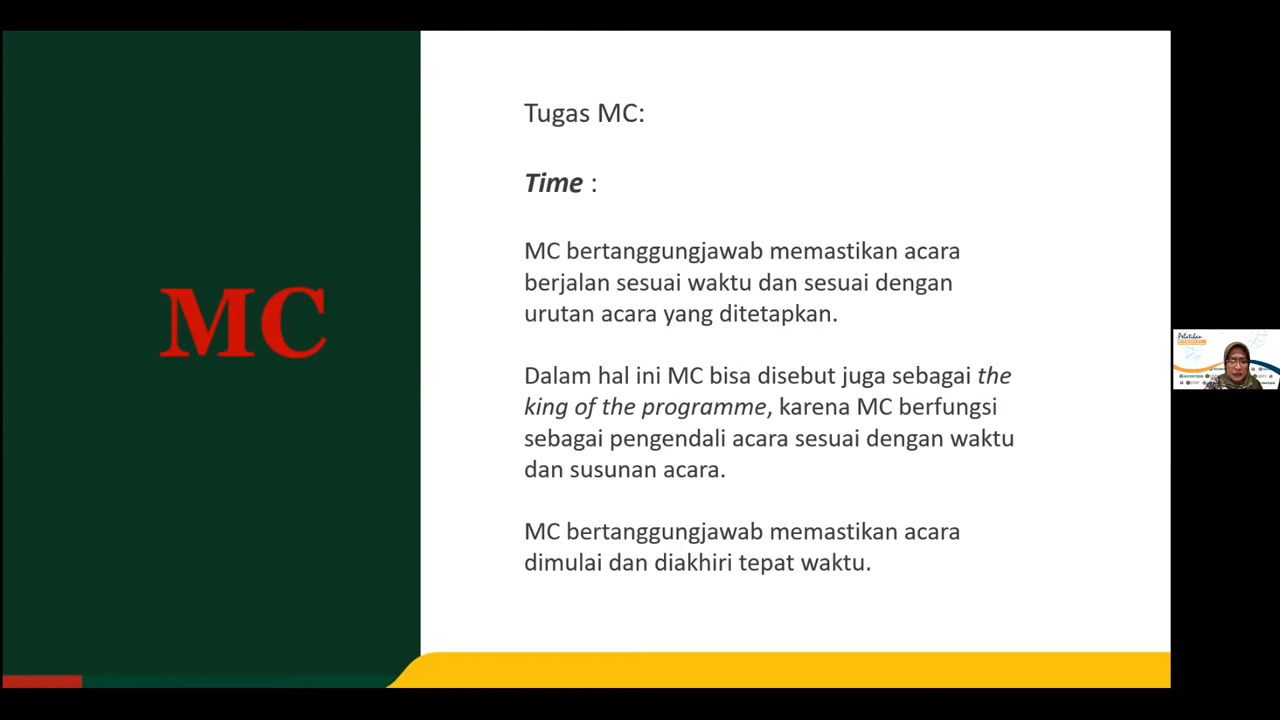 MC
Tugas MC:
Time :
MC bertanggungjawab memastikan acara
berjalan sesuai waktu dan sesuai dengan
urutan acara yang ditetapkan.
Dalam hal ini MC bisa disebut juga sebagai the
king of the programme, karena MC berfungsi
sebagai pengendali acara sesuai dengan waktu
dan susunan acara.
MC bertanggungjawab memastikan acara
dimulai dan diakhiri tepat waktu.
Pelatihan